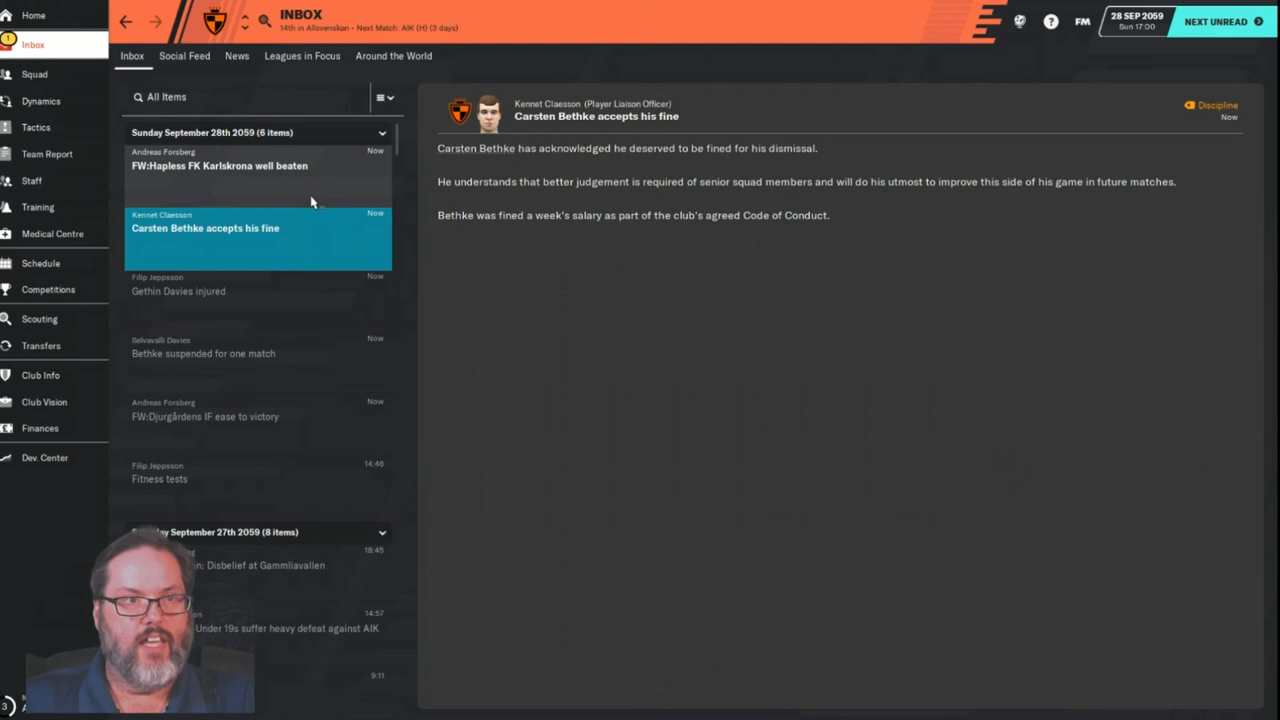 Home
INBOX
14th in Allsvenskan - Next Match: AIK (H) (3 days)
FM
28 SEP 2059
Sun 17:00
NEXT UNREAD
1
Inbox
Squad
Dynamics
Tactics
Team Report
Staff
Training
Medical Centre
Schedule
Competitions
Scouting
Transfers
Club Info
Club Vision
Finances
Dev. Center
3
Inbox
Social Feed
News
Leagues in Focus
Around the World
All Items
Sunday September 28th 2059 (6 items)
Andreas Forsberg
Now
FW:Hapless FK Karlskrona well beaten
Kennet Claesson
Now
Carsten Bethke accepts his fine
Filip Jeppsson
Now
Gethin Davies injured
Selvavalli Davies
Now
Bethke suspended for one match
Andreas Forsberg
Now
FW:Djurgårdens IF ease to victory
Filip Jeppsson
14:46
Fitness tests
September 27th 2059 (8 items)
18:45
Disbelief at Gammliavallen
14:57
Under 19s suffer heavy defeat against AIK
9:11
Kennet Claesson (Player Liaison Officer)
Carsten Bethke accepts his fine
Discipline
Now
Carsten Bethke has acknowledged he deserved to be fined for his dismissal.
He understands that better judgement is required of senior squad members and will do his utmost to improve this side of his game in future matches.
Bethke was fined a week's salary as part of the club's agreed Code of Conduct.